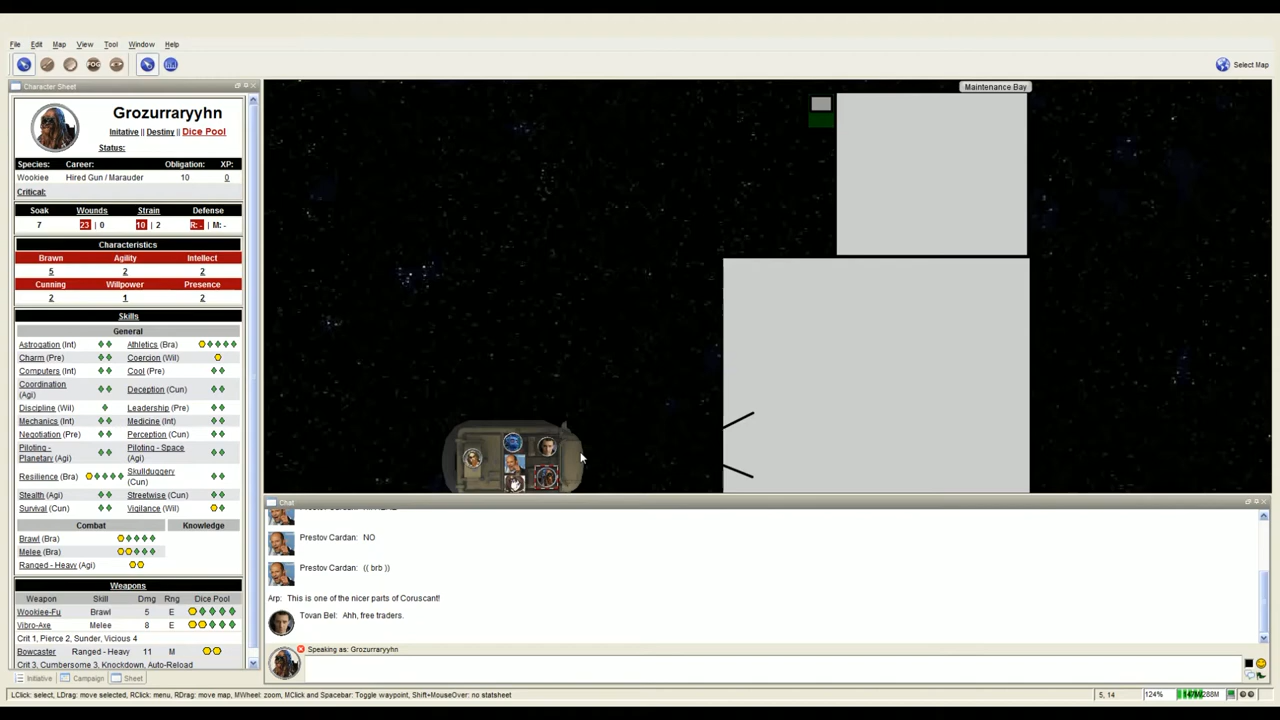 File Edit Map View Tool Window Help
FOG
Select Map
Character Sheet
Maintenance Bay
Grozurraryyhn
Initative || Destiny || Dice Pool
Status:
Species: Career: Obligation: XP:
Wookiee Hired Gun / Marauder 10 0
Critical:
Soak Wounds Strain Defense
7 23 | 0 10 | 2 R: - | M: -
Characteristics
Brawn Agility Intellect
5 2 2
Cunning Willpower Presence
2 1 2
Skills
General
Astrogation (Int) Athletics (Bra)
Charm (Pre) Coercion (Wil)
Computers (Int) Cool (Pre)
Coordination (Agi) Deception (Cun)
Discipline (Wil) Leadership (Pre)
Mechanics (Int) Medicine (Int)
Negotiation (Pre) Perception (Cun)
Piloting - Planetary (Agi) Piloting - Space (Agi)
Resilience (Bra) Skullduggery (Cun)
Stealth (Agi) Streetwise (Cun)
Survival (Cun) Vigilance (Wil)
Combat Knowledge
Brawl (Bra)
Melee (Bra)
Ranged - Heavy (Agi)
Weapons
Weapon Skill Dmg Rng Dice Pool
Wookiee-Fu Brawl 5 E
Vibro-Axe Melee 8 E
Crit 1, Pierce 2, Sunder, Vicious 4
Bowcaster Ranged - Heavy 11 M
Crit 3, Cumbersome 3, Knockdown, Auto-Reload
Initiative Campaign Sheet
Chat
Prestov Cardan: NO
Prestov Cardan: (( brb ))
Arp: This is one of the nicer parts of Coruscant!
Tovan Bel: Ahh, free traders.
Speaking as: Grozurraryyhn
LClick: select, LDrag: move selected, RClick: menu, RDrag: move map, MWheel: zoom, MClick and Spacebar: Toggle waypoint, Shift+MouseOver: no statsheet
5, 14 124%